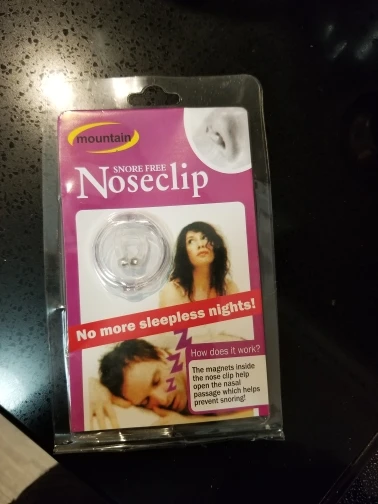 mountain
SNORE FREE
Noseclip
No more sleepless nights!
z
z
z
z
How does it work?
The magnets inside
the nose clip help
open the nasal
passage which helps
prevent snoring!